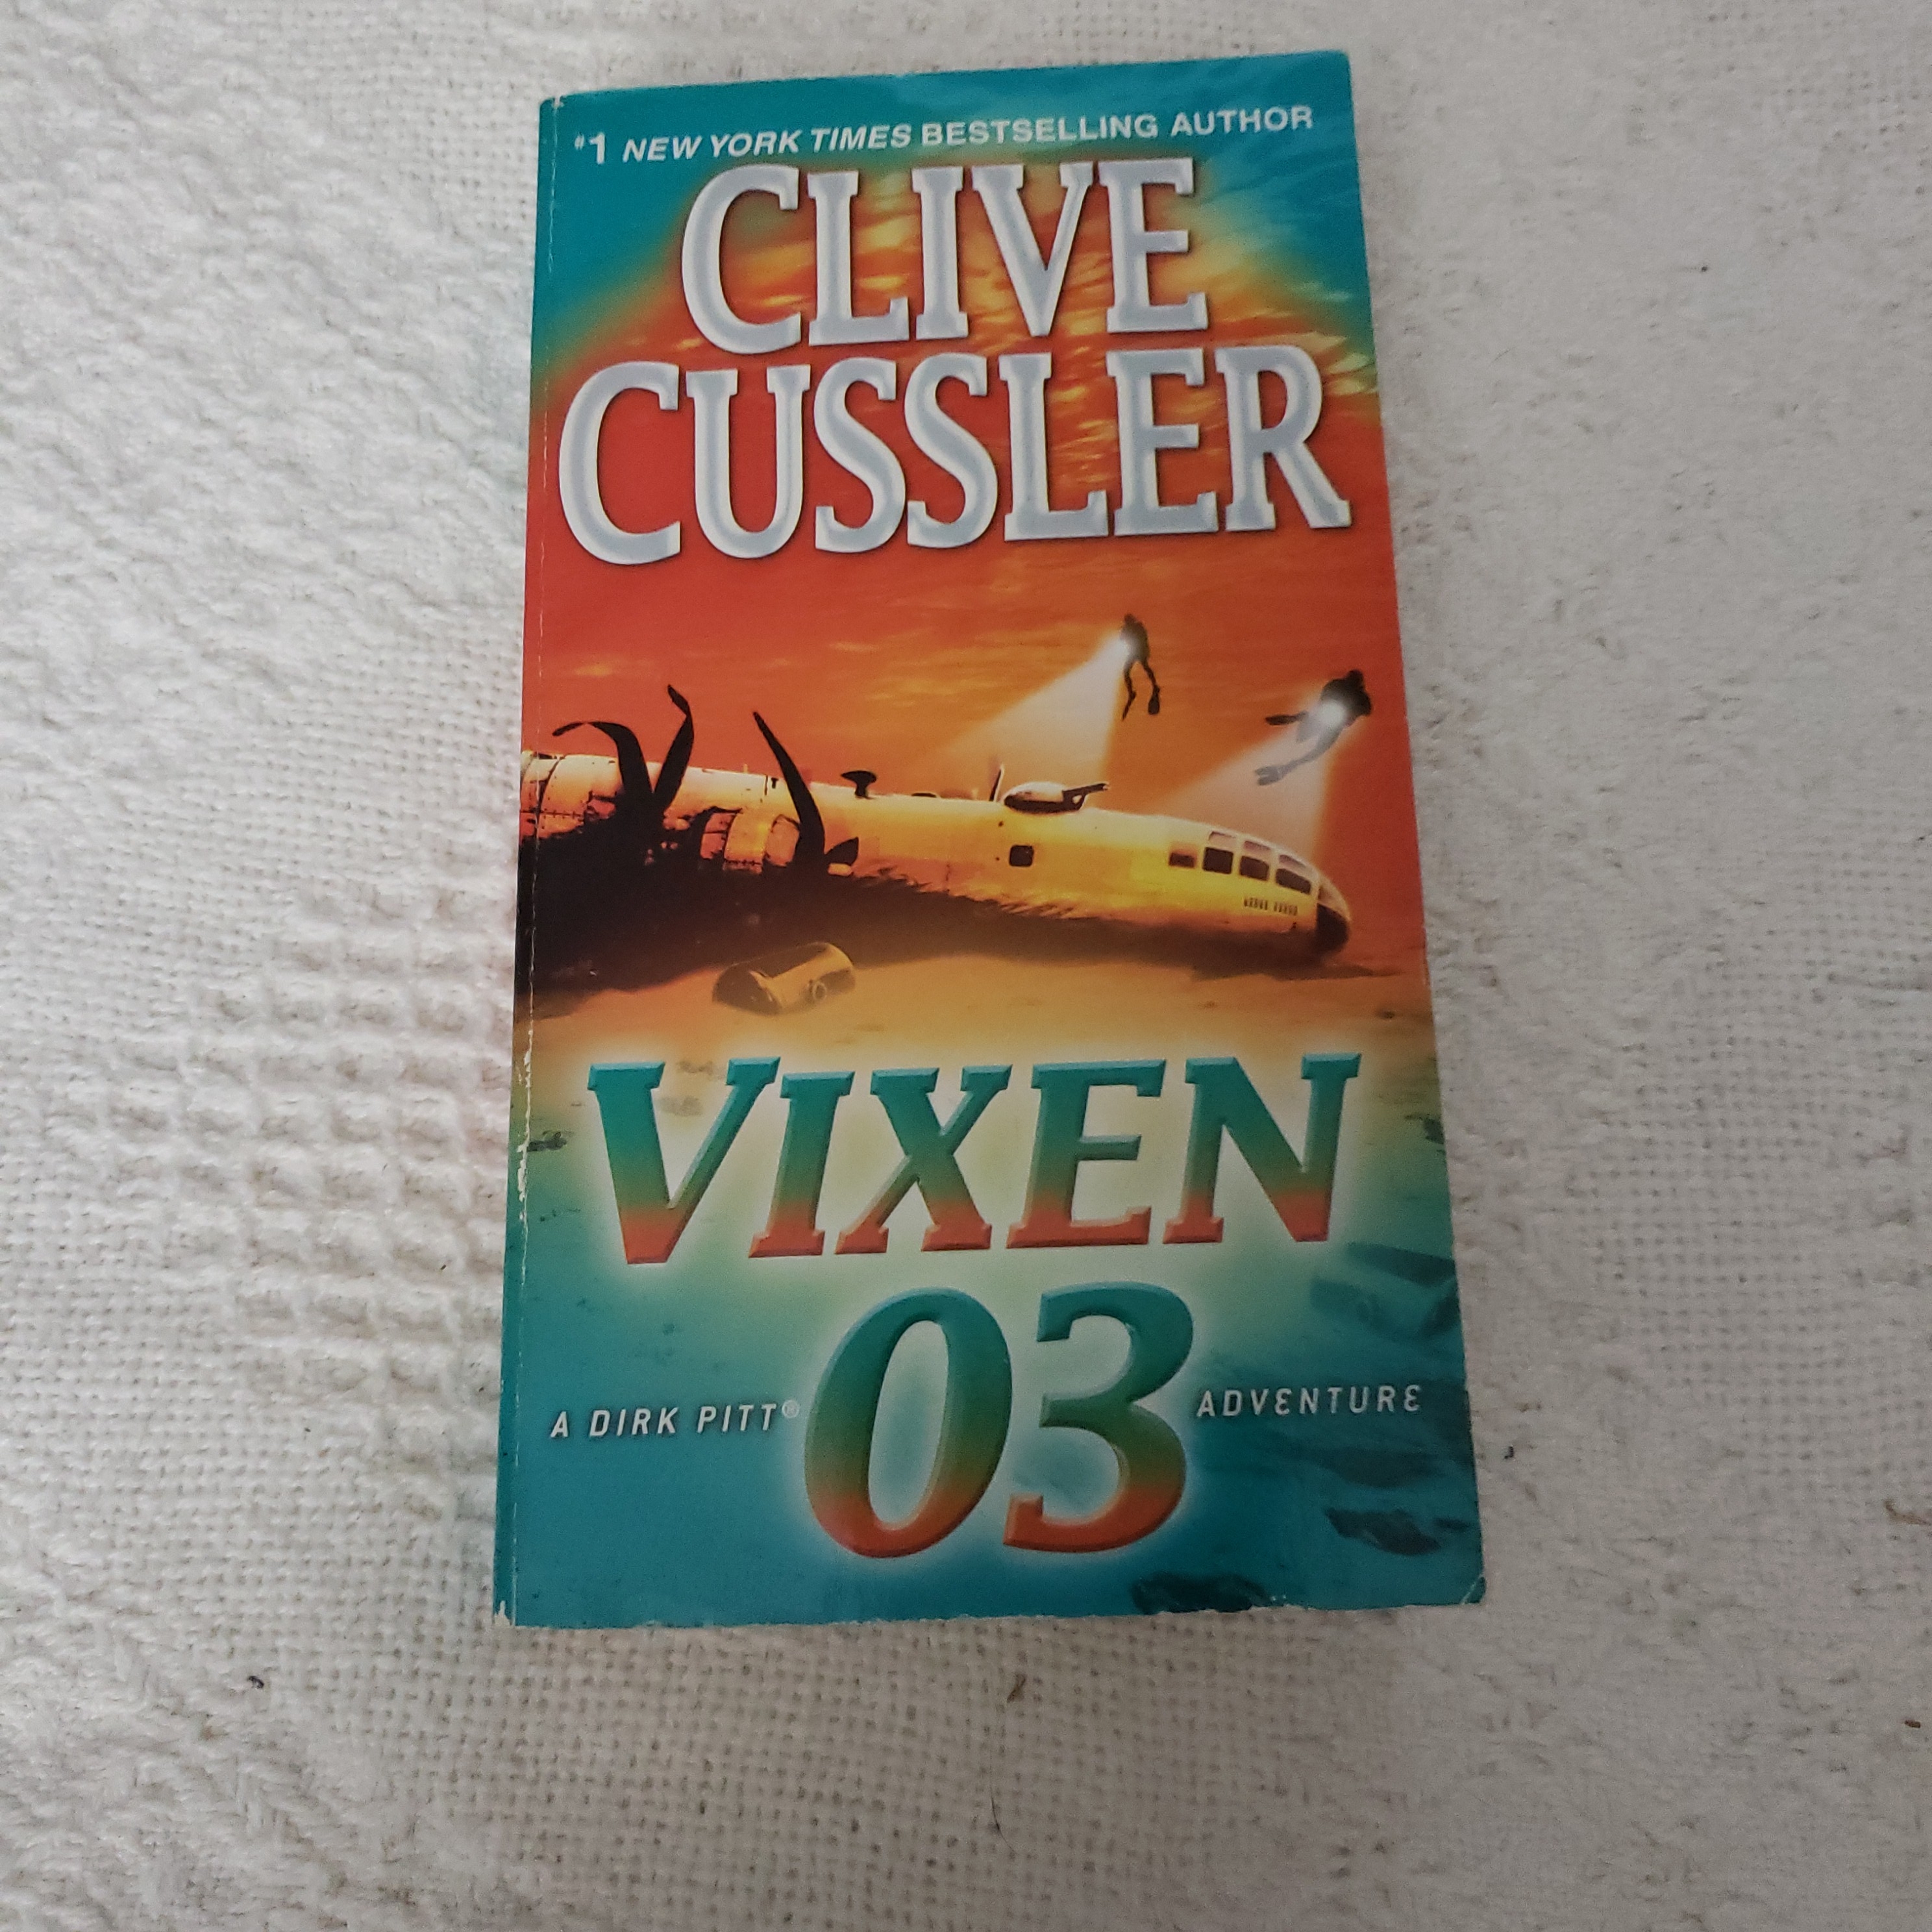 #1 NEW YORK TIMES BESTSELLING AUTHOR
CLIVE
CUSSLER
VIXEN
03
A DIRK PITT® ADVENTURE